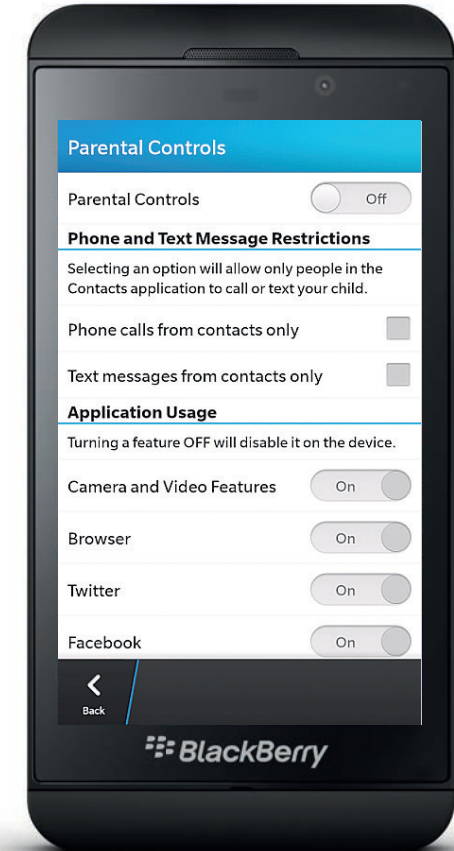 Parental Controls
Parental Controls Off
Phone and Text Message Restrictions
Selecting an option will allow only people in the
Contacts application to call or text your child.
Phone calls from contacts only
Text messages from contacts only
Application Usage
Turning a feature OFF will disable it on the device.
Camera and Video Features On
Browser On
Twitter On
Facebook On
Back
BlackBerry